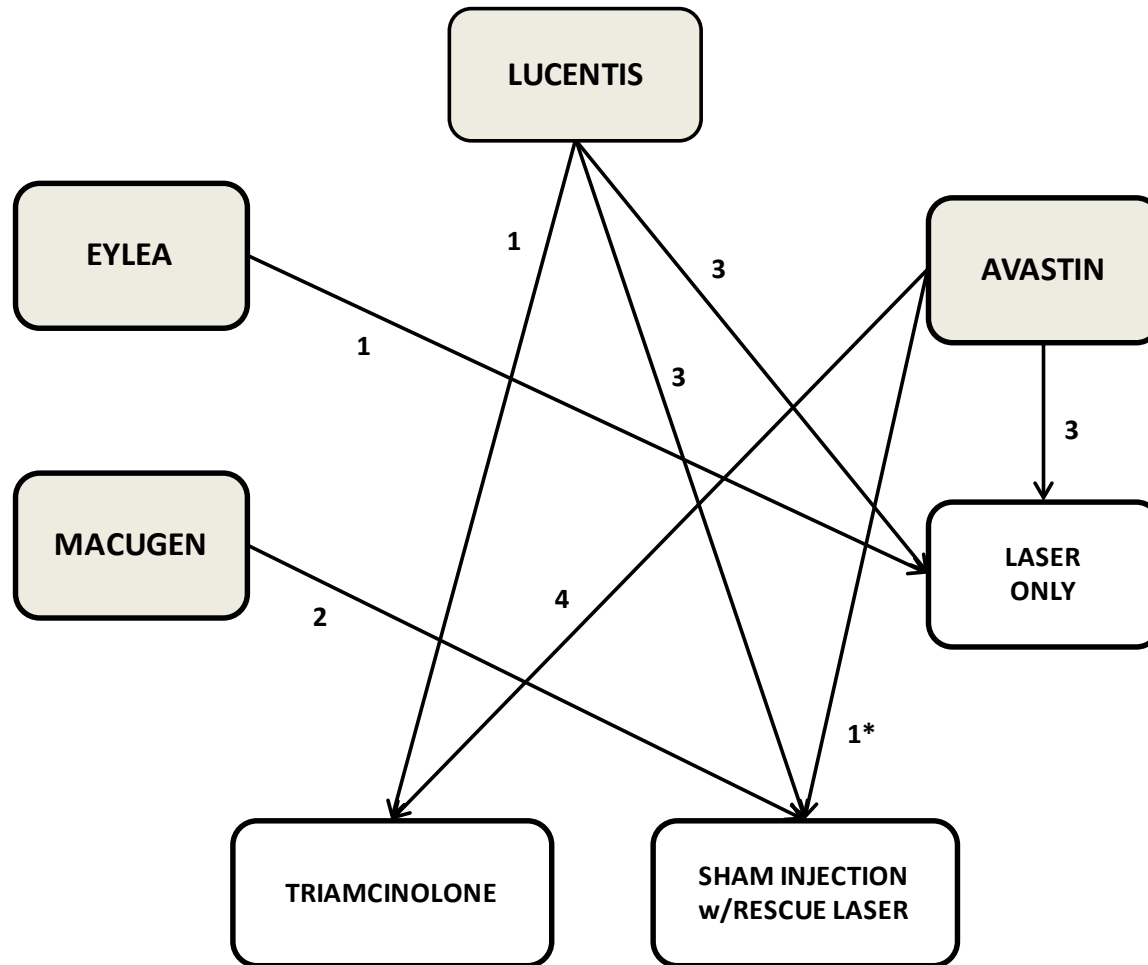 LUCENTIS
EYLEA
AVASTIN
1
3
1
3
3
MACUGEN
LASER
ONLY
2
4
1*
TRIAMCINOLONE
SHAM INJECTION
w/RESCUE LASER